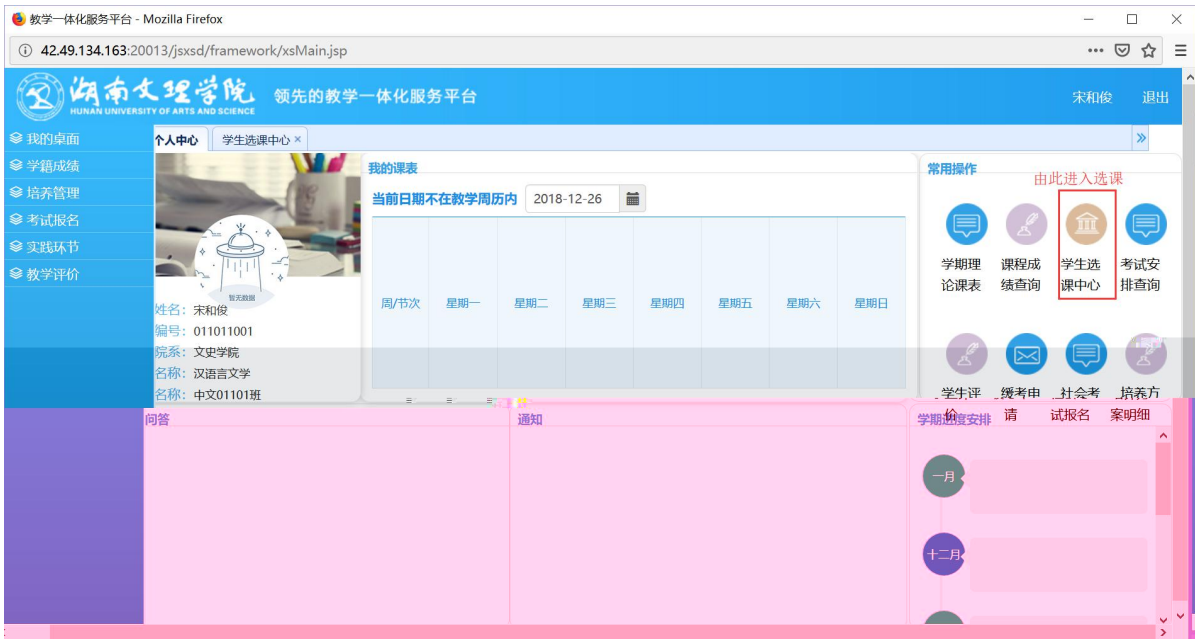 教学一体化服务平台 - Mozilla Firefox
42.49.134.163:20013/jsxsd/framework/xsMain.jsp
湖南文理学院
HUNAN UNIVERSITY OF ARTS AND SCIENCE
领先的教学一体化服务平台
宋和俊 退出
我的桌面
学籍成绩
培养管理
考试报名
实践环节
教学评价
个人中心 学生选课中心 ×
暂无数据
姓名：宋和俊
编号：011011001
院系：文史学院
名称：汉语言文学
名称：中文01101班
我的课表
当前日期不在教学周历内 2018-12-26
周/节次 星期一 星期二 星期三 星期四 星期五 星期六 星期日
常用操作
由此进入选课
学期理论课表
课程成绩查询
学生选课中心
考试安排查询
学生评价
缓考申请
社会考试报名
培养方案明细
问答
通知
学期进度安排
一月
十二月